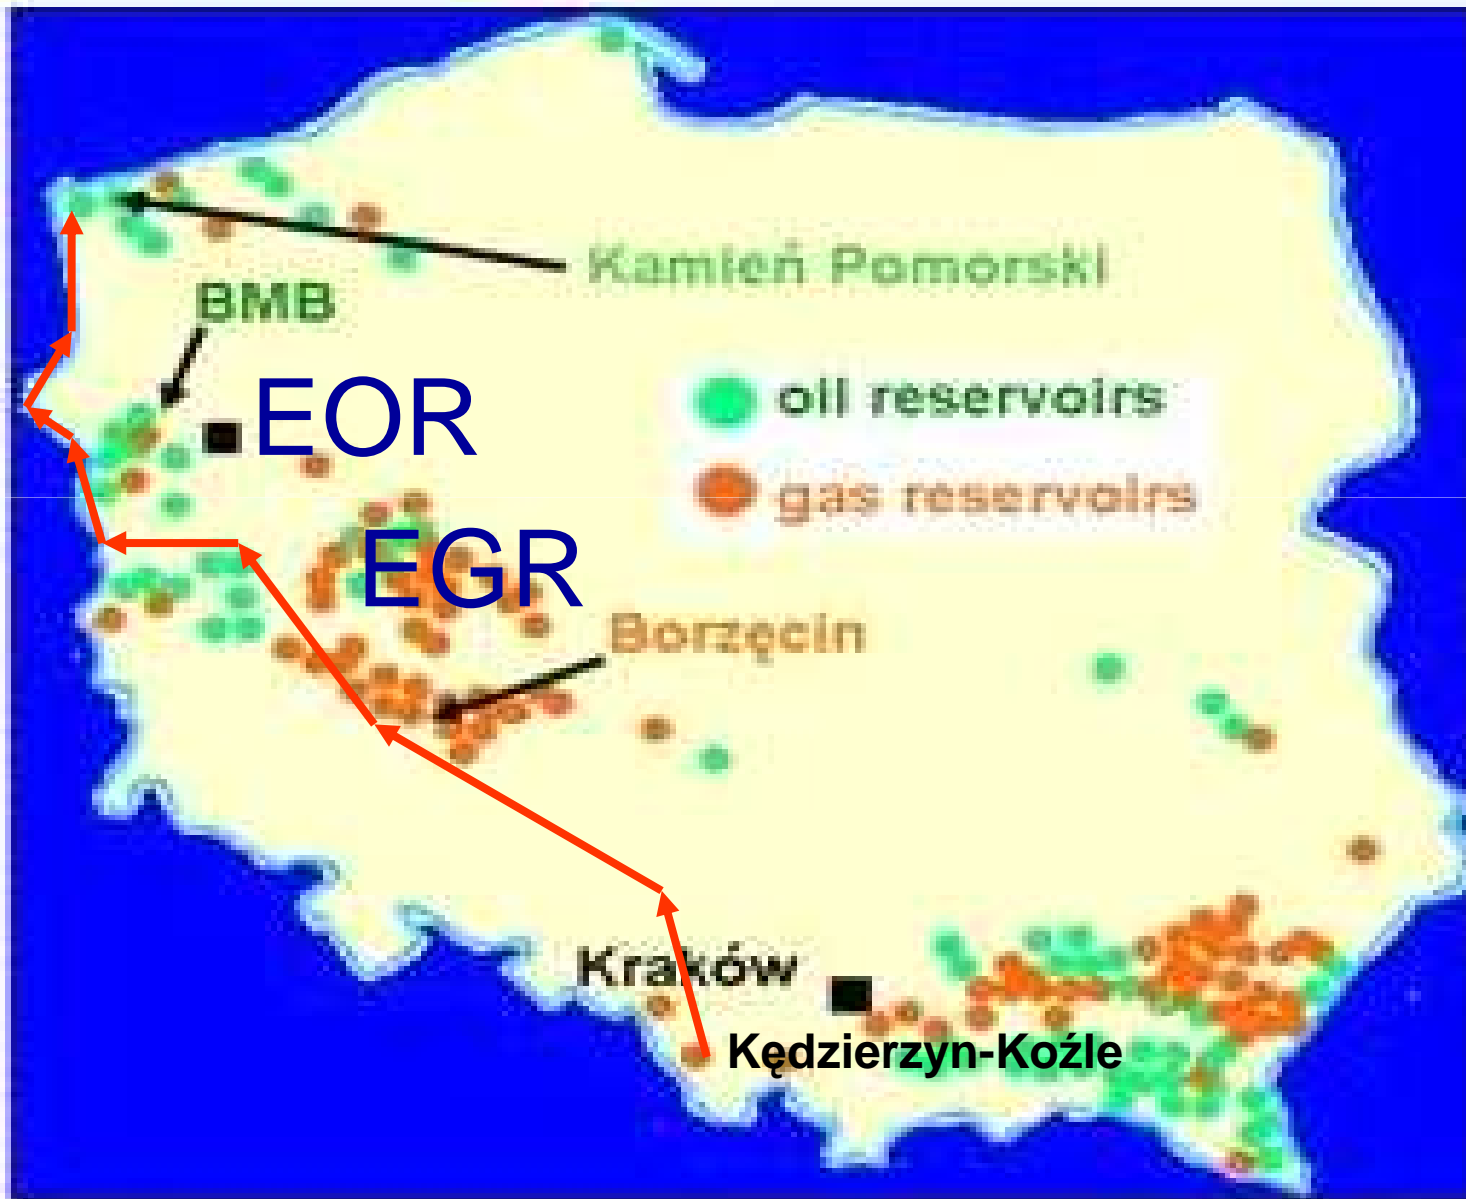 Kamień Pomorski
BMB
EOR
oil reservoirs
gas reservoirs
EGR
Borzęcin
Kraków
Kędzierzyn-Koźle